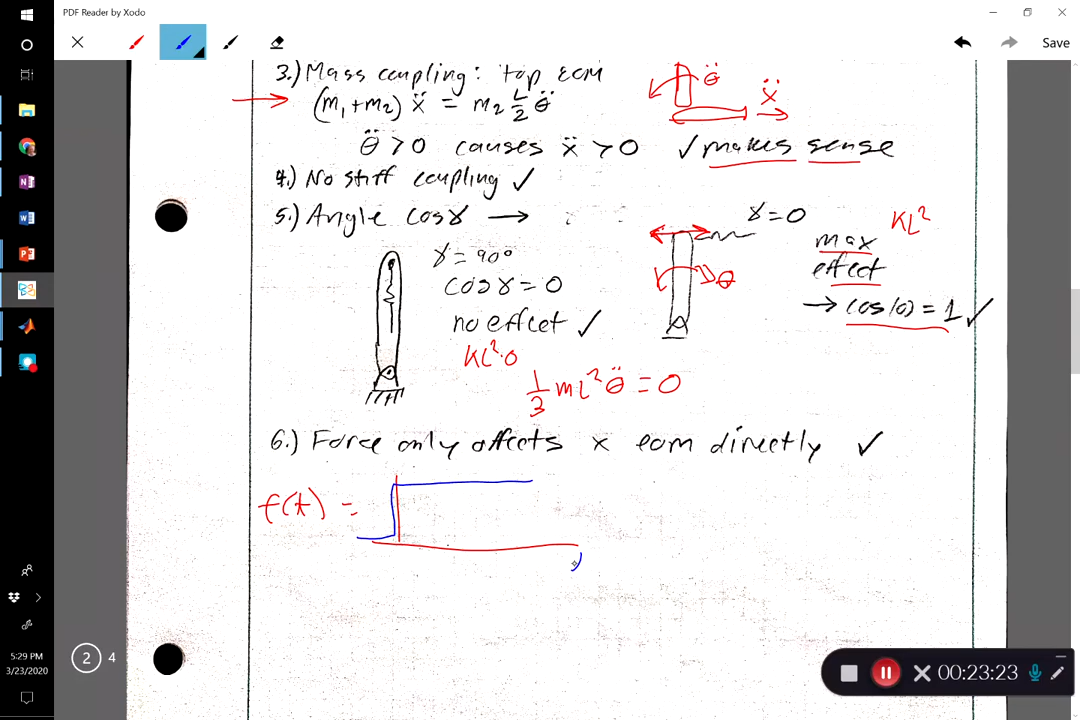 PDF Reader by Xodo
Save
3.) Mass coupling: top EOM
(m₁+m₂) ẍ = m₂ L/2 θ̈
θ̈
ẍ
θ̈ > 0 causes ẍ > 0 ✓ makes sense
4.) No stiff coupling ✓
5.) Angle cosγ →
γ = 90°
cosγ = 0
no effect ✓
KL²·0
1/3 mL² θ̈ = 0
γ = 0
KL²
max
effect
θ
→ cos(0) = 1 ✓
6.) Force only affects x eom directly ✓
f(t) =
5:29 PM
3/23/2020
2 4
00:23:23